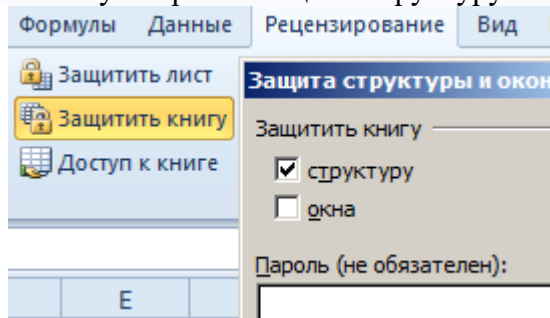 Формулы Данные Рецензирование Вид
Защитить лист
Защитить книгу
Доступ к книге
Защита структуры и окон
Защитить книгу
структуру
окна
Пароль (не обязателен):
E